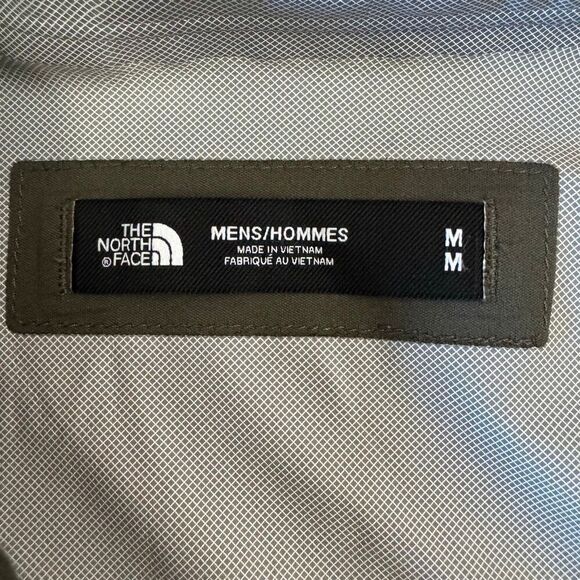 THE
NORTH
® FACE
MENS/HOMMES
MADE IN VIETNAM
FABRIQUÉ AU VIETNAM
M
M